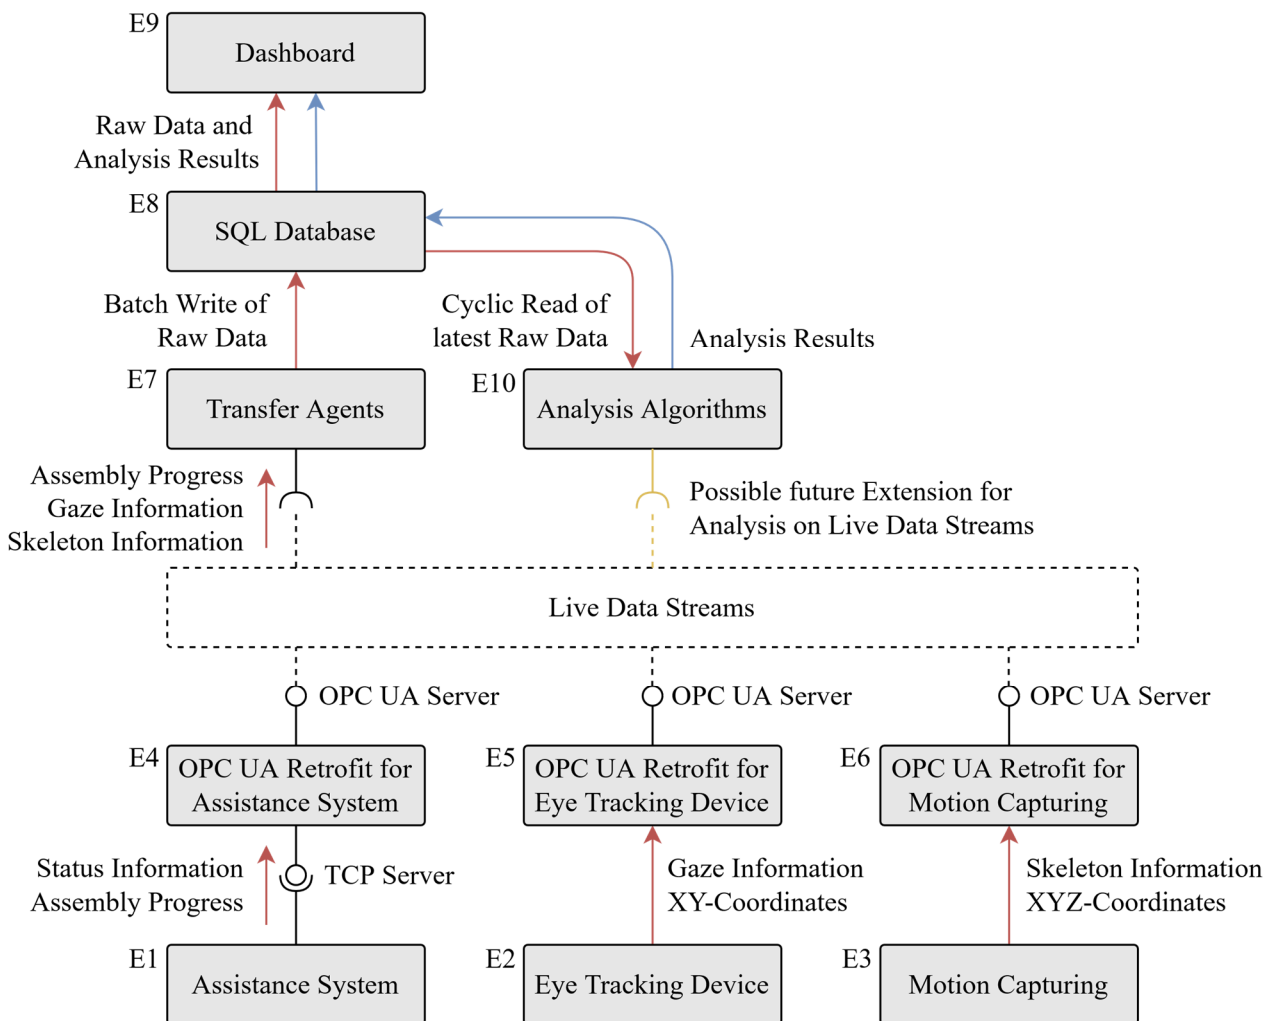 E9
Dashboard
Raw Data and
Analysis Results
E8
SQL Database
Batch Write of
Raw Data
Cyclic Read of
latest Raw Data
Analysis Results
E7
Transfer Agents
E10
Analysis Algorithms
Assembly Progress
Gaze Information
Skeleton Information
Possible future Extension for
Analysis on Live Data Streams
Live Data Streams
OPC UA Server
OPC UA Server
OPC UA Server
E4
OPC UA Retrofit for
Assistance System
E5
OPC UA Retrofit for
Eye Tracking Device
E6
OPC UA Retrofit for
Motion Capturing
Status Information
Assembly Progress
TCP Server
Gaze Information
XY-Coordinates
Skeleton Information
XYZ-Coordinates
E1
Assistance System
E2
Eye Tracking Device
E3
Motion Capturing